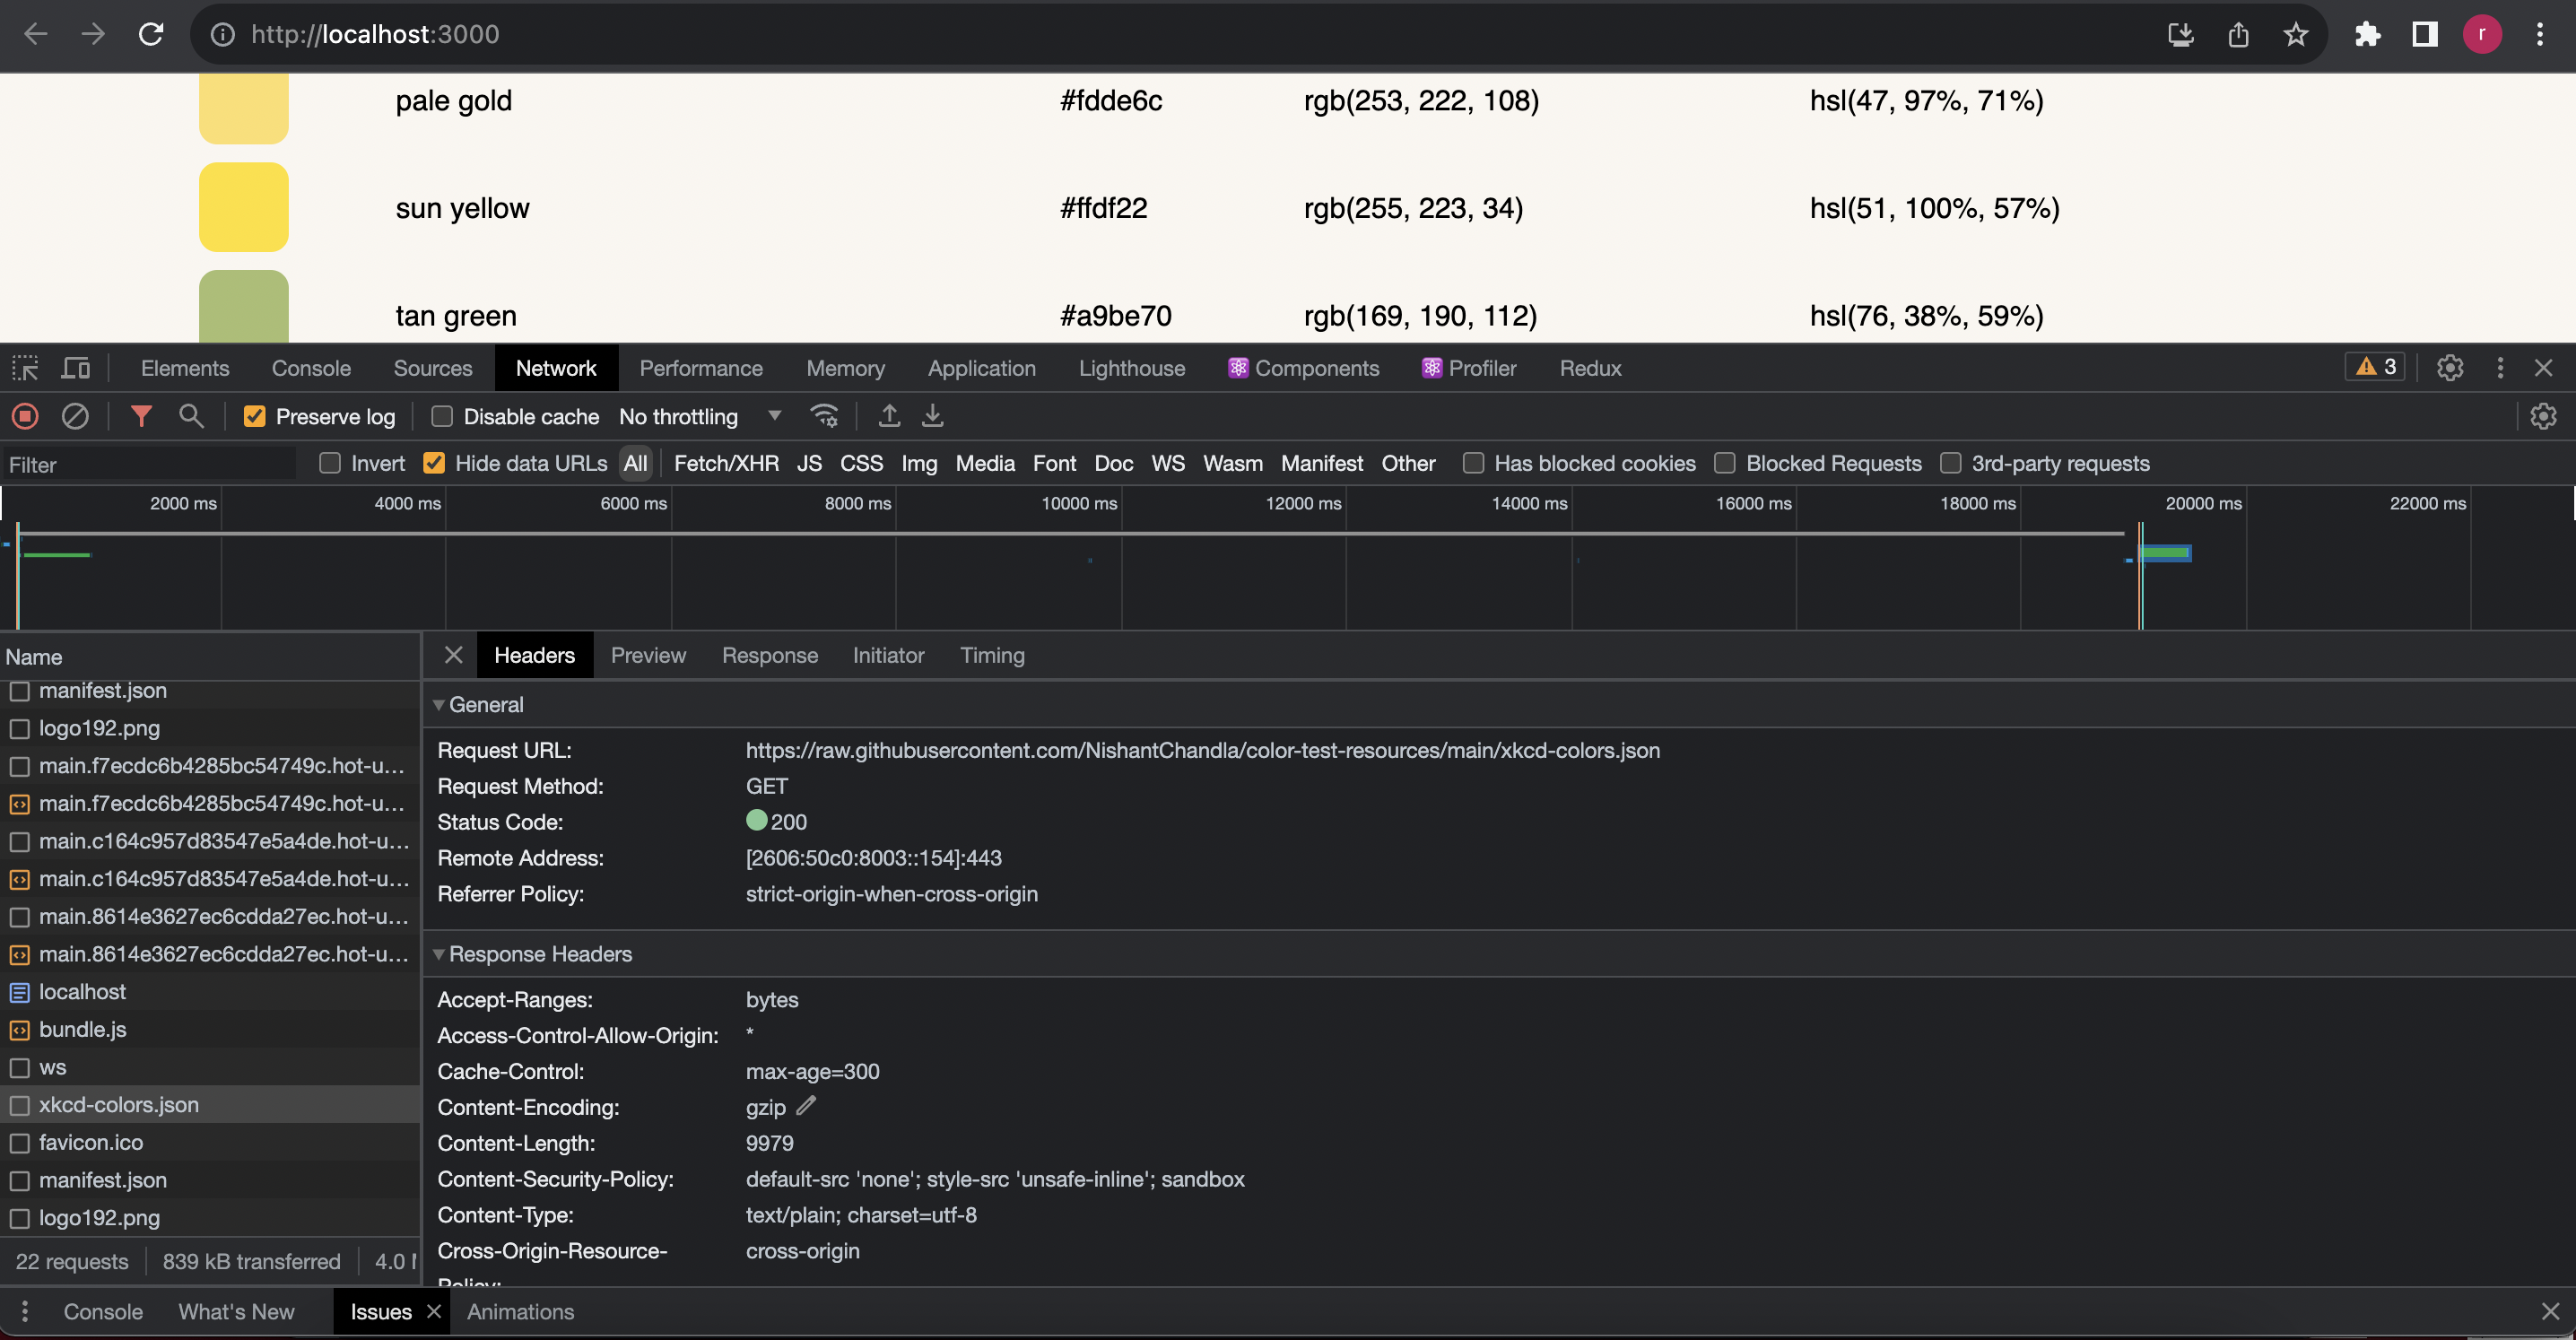 http://localhost:3000
r
pale gold #fdde6c rgb(253, 222, 108) hsl(47, 97%, 71%)
sun yellow #ffdf22 rgb(255, 223, 34) hsl(51, 100%, 57%)
tan green #a9be70 rgb(169, 190, 112) hsl(76, 38%, 59%)
Elements Console Sources Network Performance Memory Application Lighthouse Components Profiler Redux 3
Preserve log Disable cache No throttling
Filter Invert Hide data URLs All Fetch/XHR JS CSS Img Media Font Doc WS Wasm Manifest Other Has blocked cookies Blocked Requests 3rd-party requests
2000 ms 4000 ms 6000 ms 8000 ms 10000 ms 12000 ms 14000 ms 16000 ms 18000 ms 20000 ms 22000 ms
Name
manifest.json
logo192.png
main.f7ecdc6b4285bc54749c.hot-u...
main.f7ecdc6b4285bc54749c.hot-u...
main.c164c957d83547e5a4de.hot-u...
main.c164c957d83547e5a4de.hot-u...
main.8614e3627ec6cdda27ec.hot-u...
main.8614e3627ec6cdda27ec.hot-u...
localhost
bundle.js
ws
xkcd-colors.json
favicon.ico
manifest.json
logo192.png
22 requests 839 kB transferred 4.0
Headers Preview Response Initiator Timing
General
Request URL: https://raw.githubusercontent.com/NishantChandla/color-test-resources/main/xkcd-colors.json
Request Method: GET
Status Code: 200
Remote Address: [2606:50c0:8003::154]:443
Referrer Policy: strict-origin-when-cross-origin
Response Headers
Accept-Ranges: bytes
Access-Control-Allow-Origin: *
Cache-Control: max-age=300
Content-Encoding: gzip
Content-Length: 9979
Content-Security-Policy: default-src 'none'; style-src 'unsafe-inline'; sandbox
Content-Type: text/plain; charset=utf-8
Cross-Origin-Resource- cross-origin
Policy:
Console What's New Issues Animations